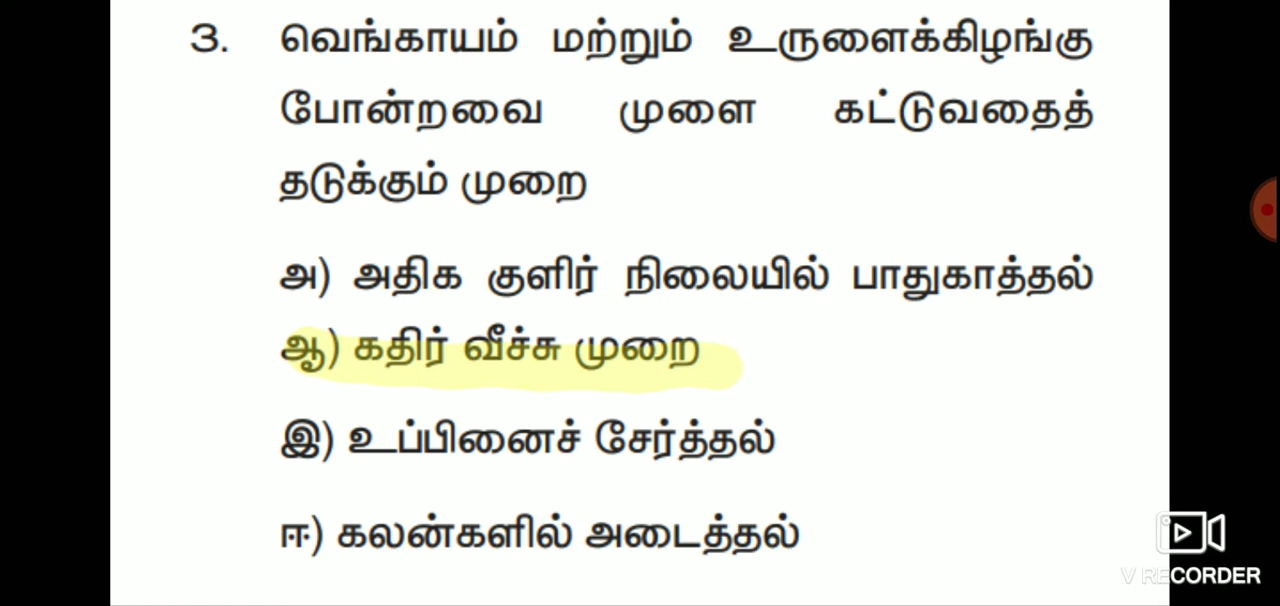 3. வெங்காயம் மற்றும் உருளைக்கிழங்கு
போன்றவை முளை கட்டுவதைத்
தடுக்கும் முறை
அ) அதிக குளிர் நிலையில் பாதுகாத்தல்
ஆ) கதிர் வீச்சு முறை
இ) உப்பினைச் சேர்த்தல்
ஈ) கலன்களில் அடைத்தல்
V RECORDER